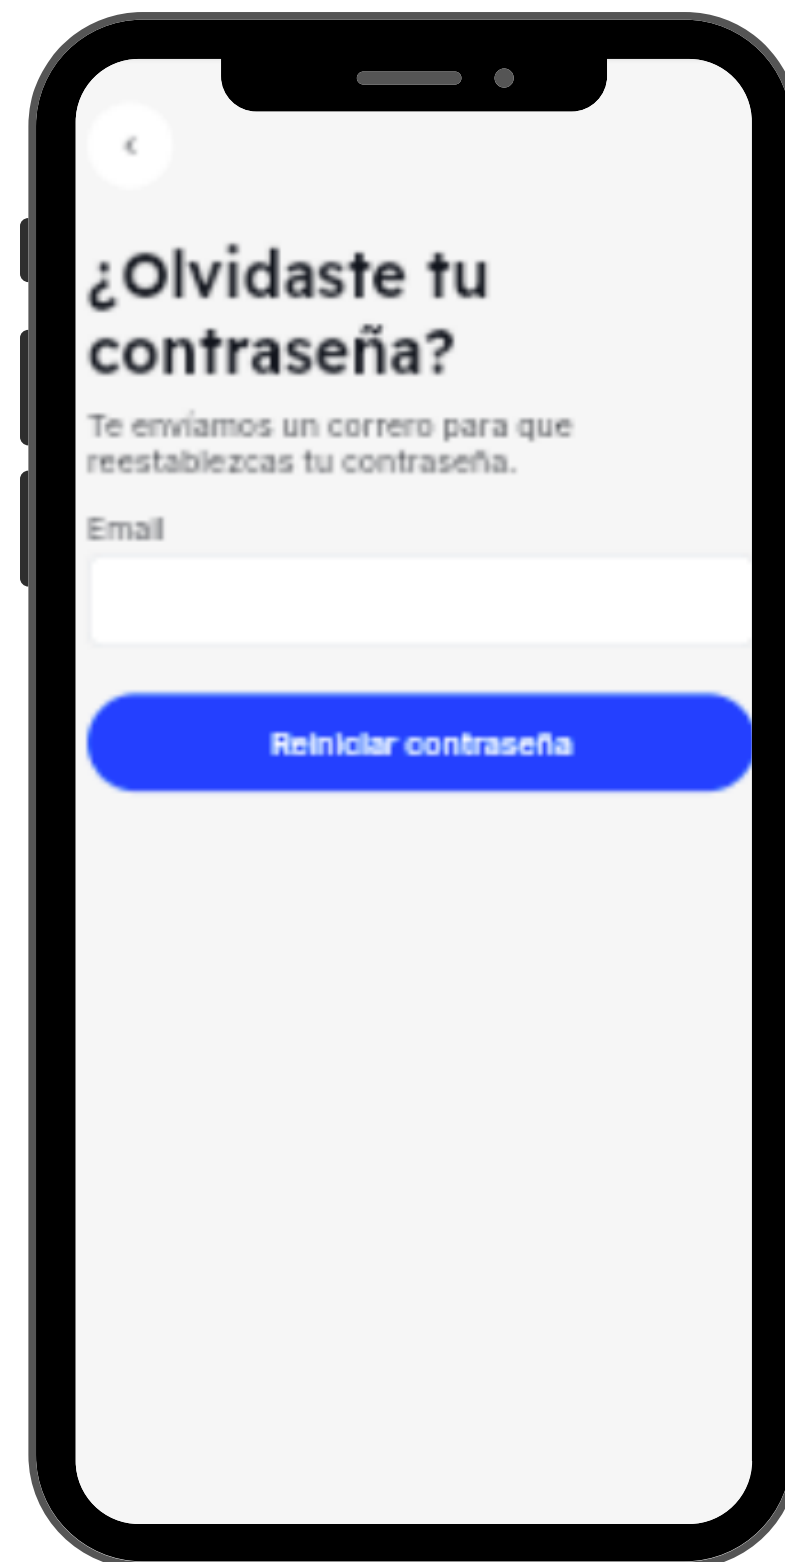 ¿Olvidaste tu
contraseña?
Te envíamos un correro para que
reestablezcas tu contraseña.
Email
Reiniciar contraseña